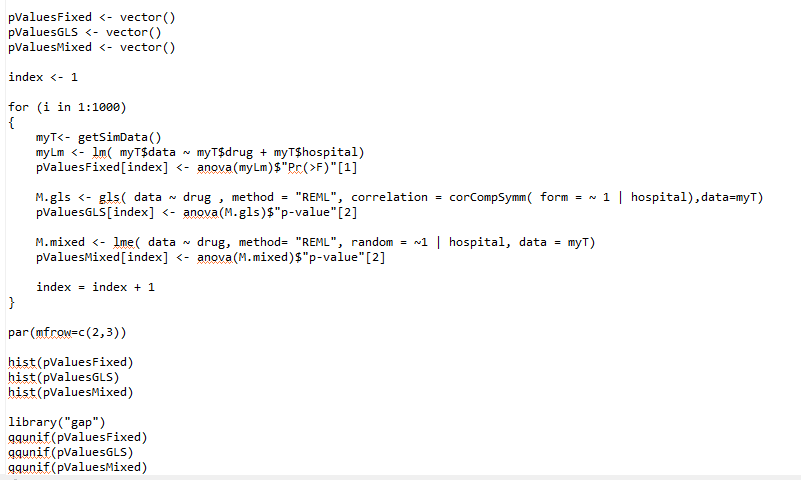 pValuesFixed <- vector()
pValuesGLS <- vector()
pValuesMixed <- vector()

index <- 1

for (i in 1:1000)
{
    myT<- getSimData()
    myLm <- lm( myT$data ~ myT$drug + myT$hospital)
    pValuesFixed[index] <- anova(myLm)$"Pr(>F)"[1]

    M.gls <- gls( data ~ drug , method = "REML", correlation = corCompSymm( form = ~ 1 | hospital),data=myT)
    pValuesGLS[index] <- anova(M.gls)$"p-value"[2]

    M.mixed <- lme( data ~ drug, method= "REML", random = ~1 | hospital, data = myT)
    pValuesMixed[index] <- anova(M.mixed)$"p-value"[2]

    index = index + 1
}

par(mfrow=c(2,3))

hist(pValuesFixed)
hist(pValuesGLS)
hist(pValuesMixed)

library("gap")
qqunif(pValuesFixed)
qqunif(pValuesGLS)
qqunif(pValuesMixed)